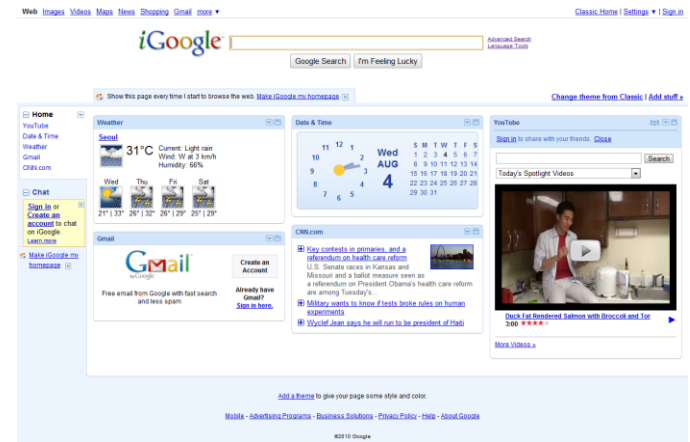 Web Images Videos Maps News Shopping Gmail more ▼
Classic Home | Settings ▼ | Sign in
iGoogle
Advanced Search
Language Tools
Google Search I'm Feeling Lucky
Show this page every time I start to browse the web. Make iGoogle my homepage
Change theme from Classic | Add stuff »
Home
YouTube
Date & Time
Weather
Gmail
CNN.com
Chat
Sign in or
Create an
account to chat
on iGoogle.
Learn more
Make iGoogle my
homepage
Weather
Seoul
31°C
Current: Light rain
Wind: W at 3 km/h
Humidity: 66%
Wed Thu Fri Sat
21° | 33° 26° | 32° 26° | 29° 25° | 29°
Gmail
Gmail
by Google
Free email from Google with fast search
and less spam
Create an
Account
Already have
Gmail?
Sign in here.
Date & Time
12 1 2 3 4 5 6 7 8 9 10 11
Wed
AUG
4
S M T W T F S
1 2 3 4 5 6 7
8 9 10 11 12 13 14
15 16 17 18 19 20 21
22 23 24 25 26 27 28
29 30 31
CNN.com
Key contests in primaries, and a
referendum on health care reform
U.S. Senate races in Kansas and
Missouri and a ballot measure seen as
a referendum on President Obama's health care reform
are among Tuesday's...
Military wants to know if tests broke rules on human
experiments
Wyclef Jean says he will run to be president of Haiti
YouTube
Sign in to share with your friends. Close
Search
Today's Spotlight Videos
Duck Fat Rendered Salmon with Broccoli and Tor
3:00
More Videos »
Add a theme to give your page some style and color.
Mobile - Advertising Programs - Business Solutions - Privacy Policy - Help - About Google
©2010 Google